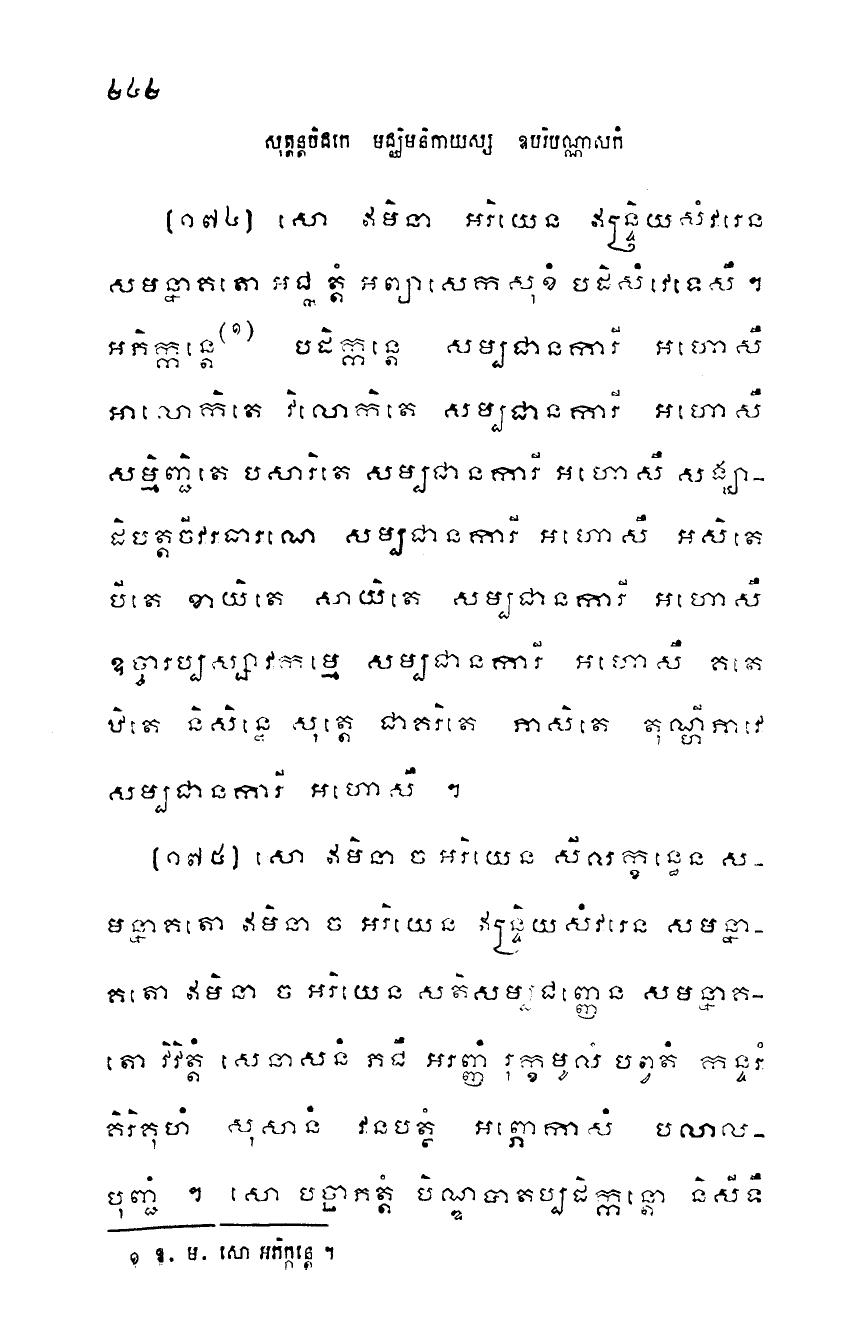 ២៤២
សុត្តន្តបិដកេ មជ្ឈិមនិកាយស្ស ឧបរិបណ្ណាសកំ
[១៧៤] សោ ឥមិនា អរិយេន ឥន្ទ្រិយសំវរេន
សមន្នាគតោ អជ្ឈត្តំ អព្យាសេកសុខំ បដិសំវេទេសឹ ។
អភិក្កន្តេ(១) បដិក្កន្តេ សម្បជានការី អហោសឹ
អាលោកិតេ វិលោកិតេ សម្បជានការី អហោសឹ
សម្មិញ្ជិតេ បសារិតេ សម្បជានការី អហោសឹ សង្ឃា-
ដិបត្តចីវរធារណេ សម្បជានការី អហោសឹ អសិតេ
បីតេ ខាយិតេ សាយិតេ សម្បជានការី អហោសឹ
ឧច្ចារប្បស្សាវកម្មេ សម្បជានការី អហោសឹ គតេ
ឋិតេ និសិន្នេ សុត្តេ ជាគរិតេ ភាសិតេ តុណ្ហីភាវេ
សម្បជានការី អហោសឹ ។
[១៧៥] សោ ឥមិនា ច អរិយេន សីលក្ខន្ធេន ស-
មន្នាគតោ ឥមិនា ច អរិយេន ឥន្ទ្រិយសំវរេន សមន្នា-
គតោ ឥមិនា ច អរិយេន សតិសម្បជញ្ញេន សមន្នាគ-
តោ វិវិត្តំ សេនាសនំ ភជឹ អរញ្ញំ រុក្ខមូលំ បព្វតំ កន្ទរំ
គិរិគុហំ សុសានំ វនបត្ថំ អព្ភោកាសំ បលាល-
បុញ្ជំ ។ សោ បច្ឆាភត្តំ បិណ្ឌបាតប្បដិក្កន្តោ និសីទឹ
១ ឱ. ម. សោ អភិក្កន្តេ ។